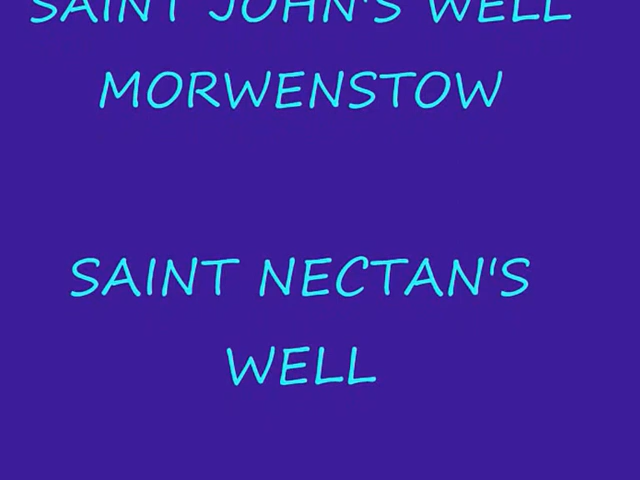 SAINT JOHN'S WELL
MORWENSTOW
SAINT NECTAN'S
WELL